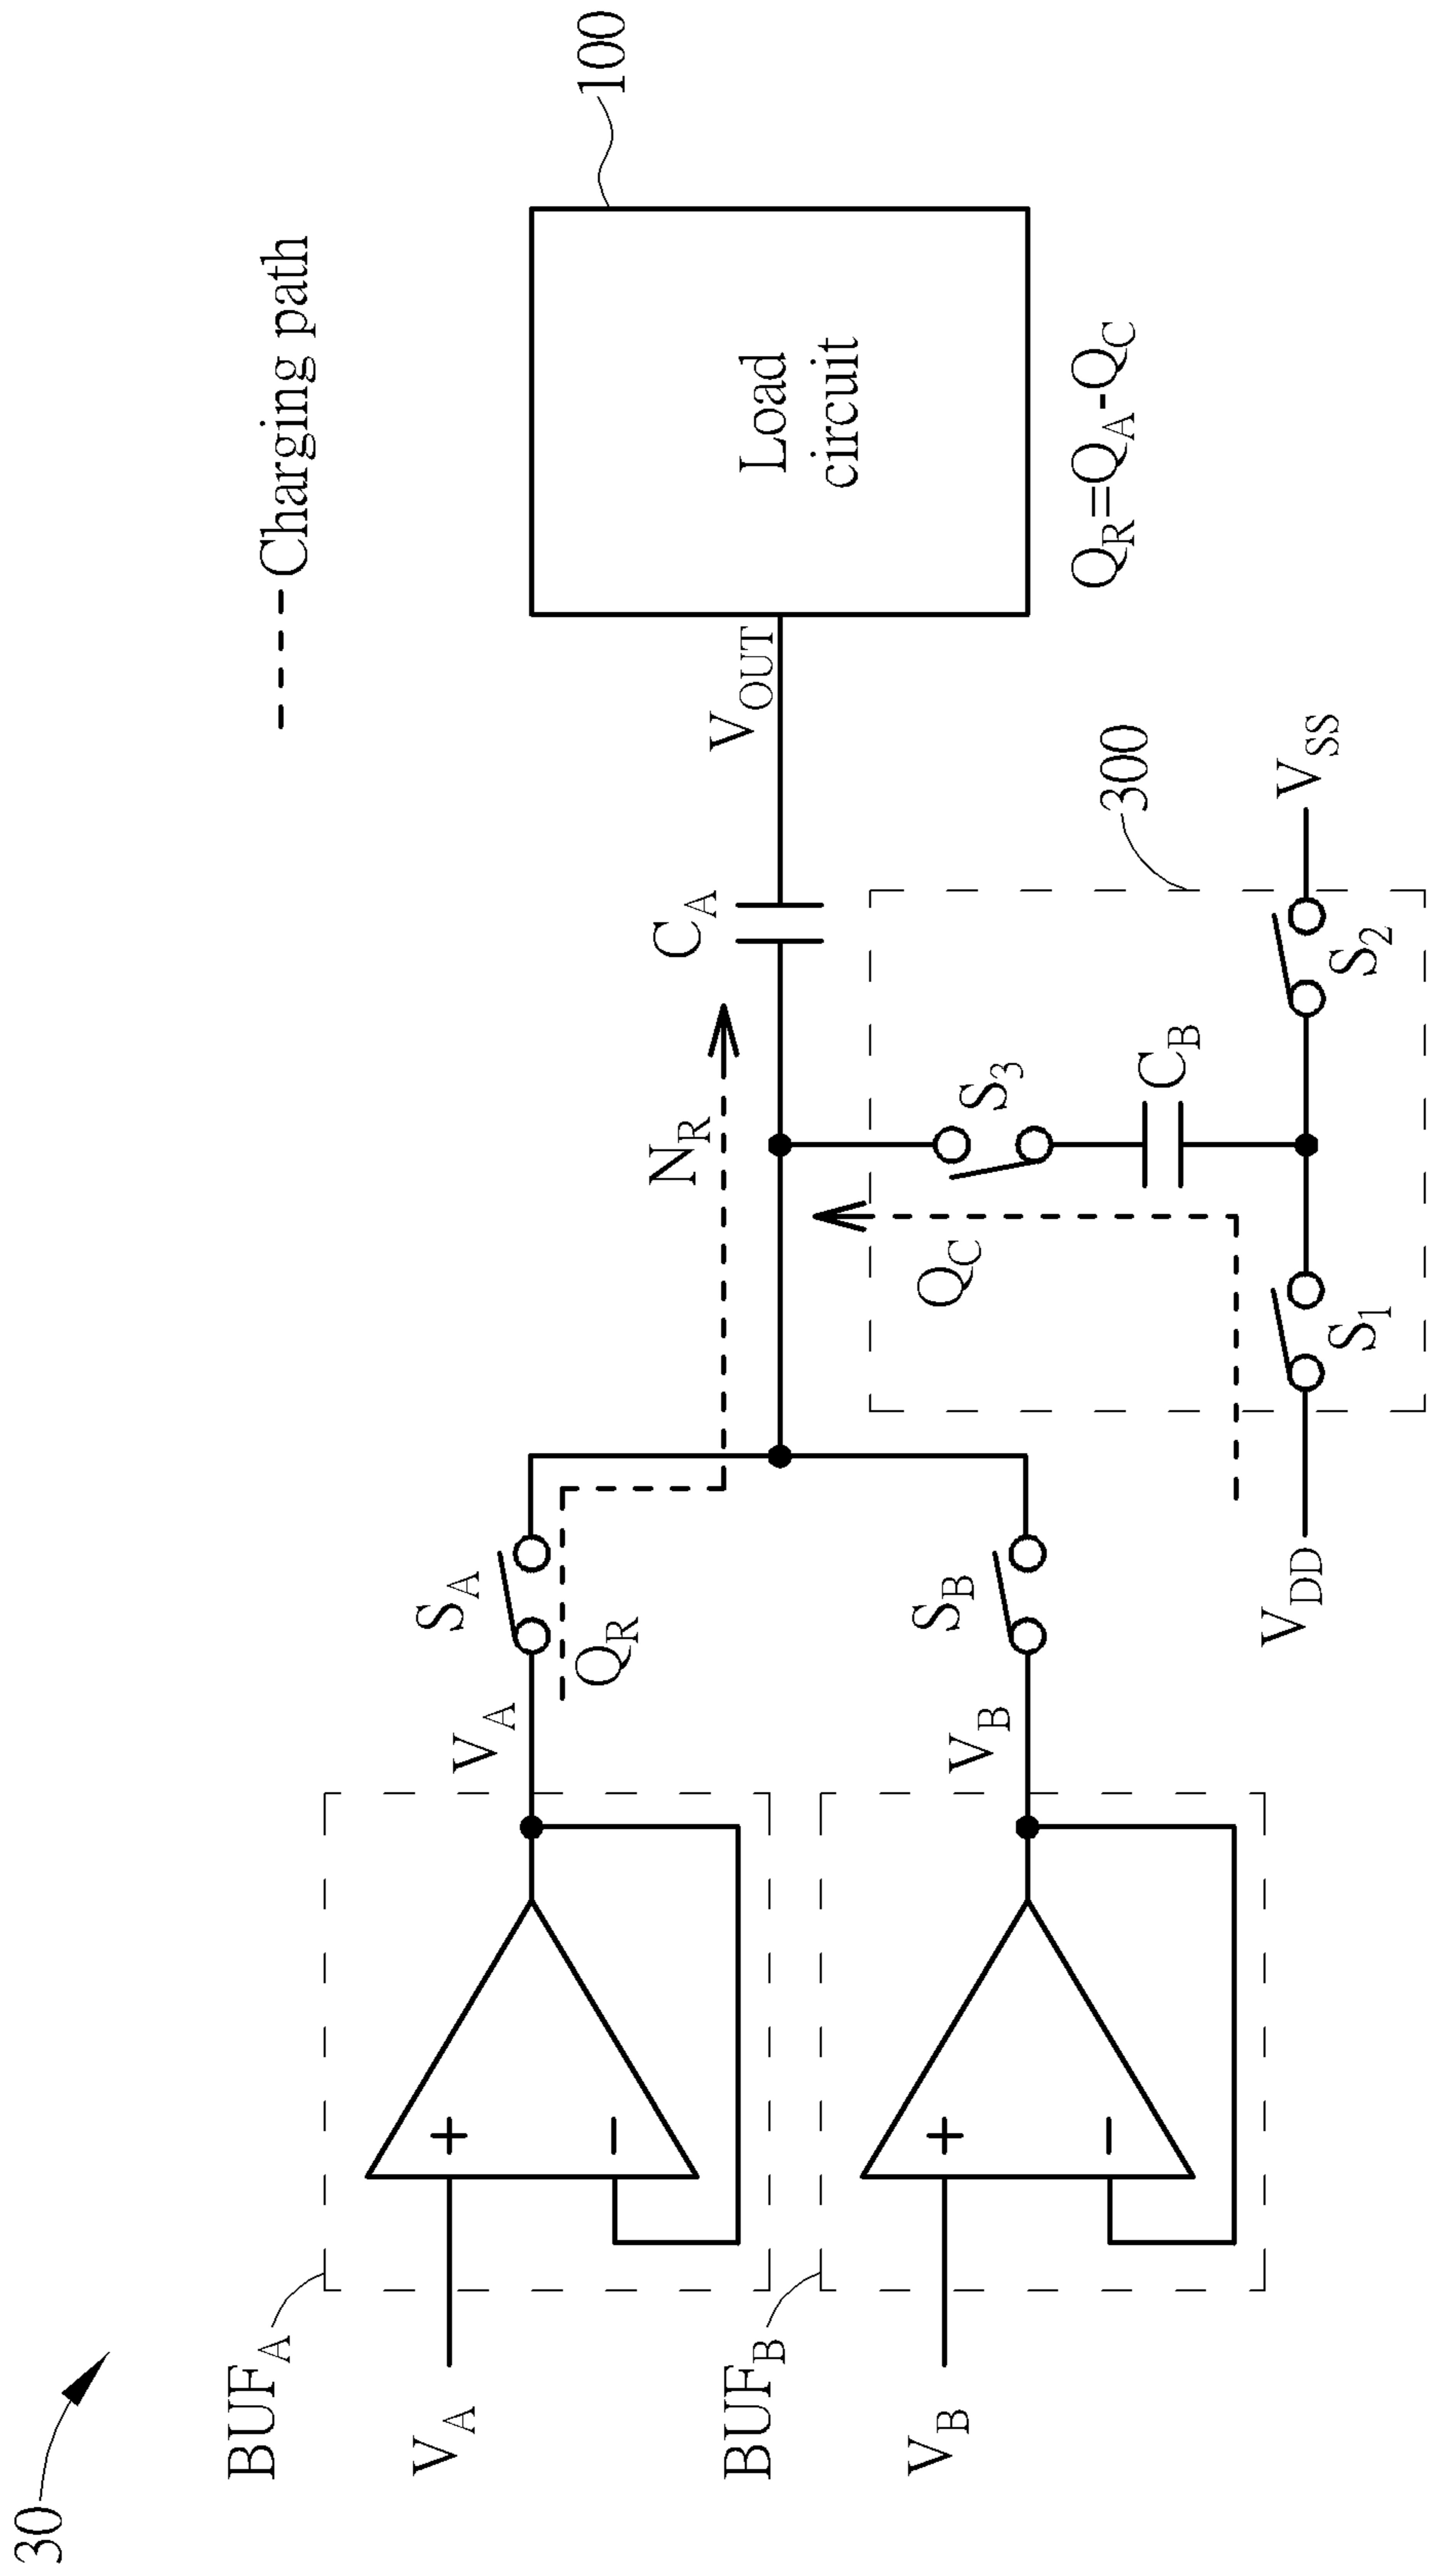 30
Charging path
BUF_A
V_A
V_A
S_A
Q_R
N_R
C_A
V_OUT
Load
circuit
100
BUF_B
V_B
V_B
S_B
Q_C
S_3
C_B
300
V_DD
S_1
S_2
V_SS
Q_R=Q_A-Q_C
+
−
+
−